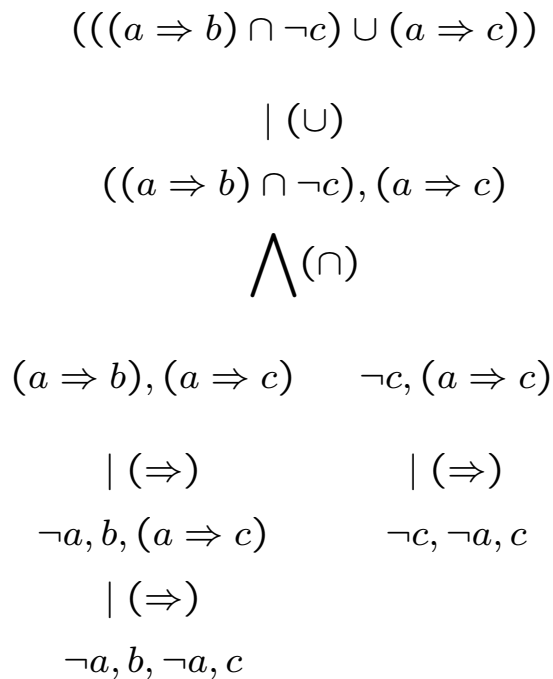 (((a ⇒ b) ∩ ¬c) ∪ (a ⇒ c))
| (∪)
((a ⇒ b) ∩ ¬c), (a ⇒ c)
⋀ (∩)
(a ⇒ b), (a ⇒ c) ¬c, (a ⇒ c)
| (⇒) | (⇒)
¬a, b, (a ⇒ c) ¬c, ¬a, c
| (⇒)
¬a, b, ¬a, c